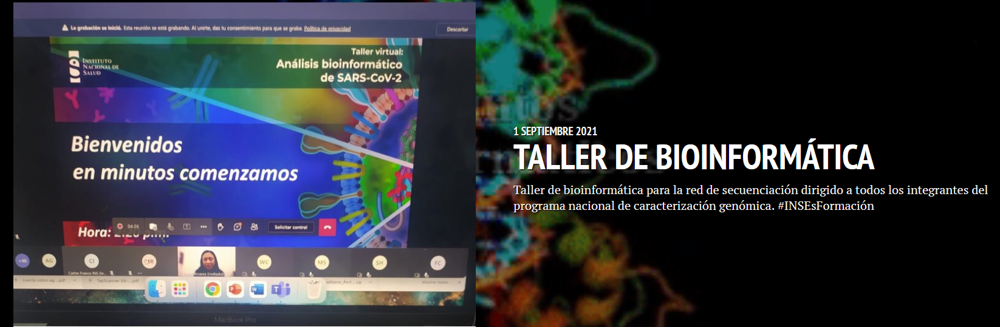 La grabación se inició. Esta reunión se está grabando. Al unirte, das tu consentimiento para que se grabe. Política de privacidad
Descartar
INSTITUTO
NACIONAL DE
SALUD
Taller virtual:
Análisis bioinformático
de SARS-CoV-2
Bienvenidos
en minutos comenzamos
Hora:
04:26
Solicitar control
+40
AG
CI
WC
MS
SH
FC
Carlos Franco INS
Alvarez (Invitado)
MacBook Pro
1 SEPTIEMBRE 2021
TALLER DE BIOINFORMÁTICA
Taller de bioinformática para la red de secuenciación dirigido a todos los integrantes del
programa nacional de caracterización genómica. #INSEsFormación